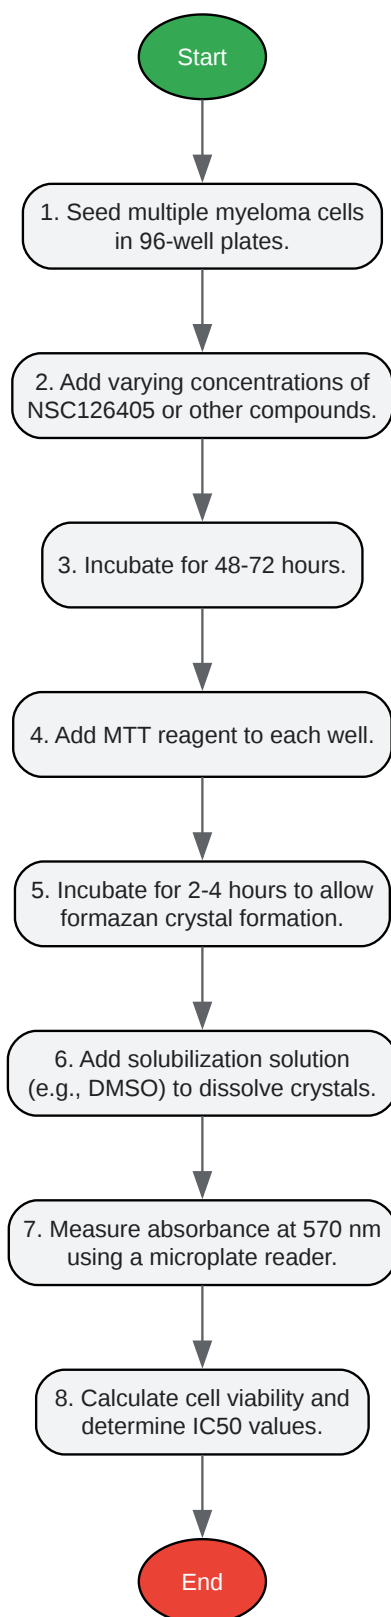 Start
1. Seed multiple myeloma cells
in 96-well plates.
2. Add varying concentrations of
NSC126405 or other compounds.
3. Incubate for 48-72 hours.
4. Add MTT reagent to each well.
5. Incubate for 2-4 hours to allow
formazan crystal formation.
6. Add solubilization solution
(e.g., DMSO) to dissolve crystals.
7. Measure absorbance at 570 nm
using a microplate reader.
8. Calculate cell viability and
determine IC50 values.
End